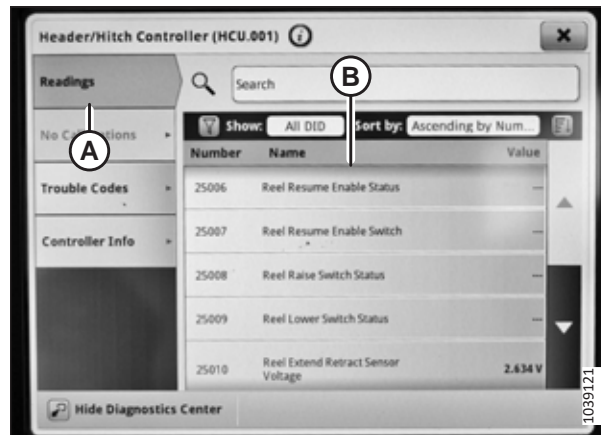 Header/Hitch Controller (HCU.001)
Readings
Search
B
Show: All DID Sort by: Ascending by Num...
No Calibrations
A
Number Name Value
Trouble Codes
25006 Reel Resume Enable Status ---
25007 Reel Resume Enable Switch ---
Controller Info
25008 Reel Raise Switch Status ---
25009 Reel Lower Switch Status ---
25010 Reel Extend Retract Sensor
Voltage 2.634 V
Hide Diagnostics Center
1039121